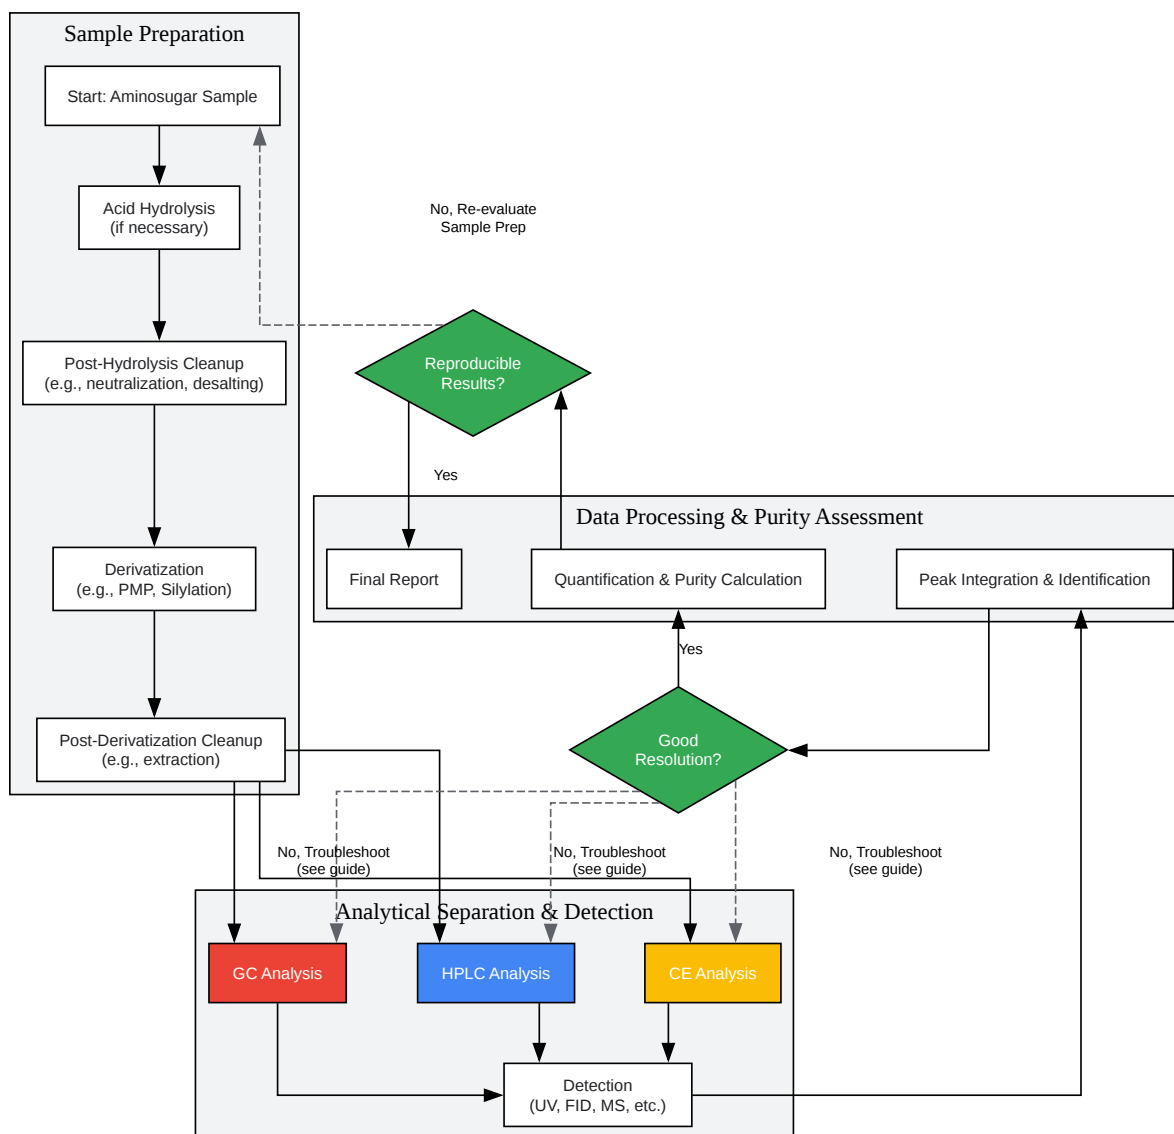 Sample Preparation
Start: Aminosugar Sample
Acid Hydrolysis
(if necessary)
Post-Hydrolysis Cleanup
(e.g., neutralization, desalting)
Derivatization
(e.g., PMP, Silylation)
Post-Derivatization Cleanup
(e.g., extraction)
No, Re-evaluate
Sample Prep
Reproducible
Results?
Yes
Data Processing & Purity Assessment
Final Report
Quantification & Purity Calculation
Peak Integration & Identification
Yes
Good
Resolution?
No, Troubleshoot
(see guide)
No, Troubleshoot
(see guide)
No, Troubleshoot
(see guide)
Analytical Separation & Detection
GC Analysis
HPLC Analysis
CE Analysis
Detection
(UV, FID, MS, etc.)